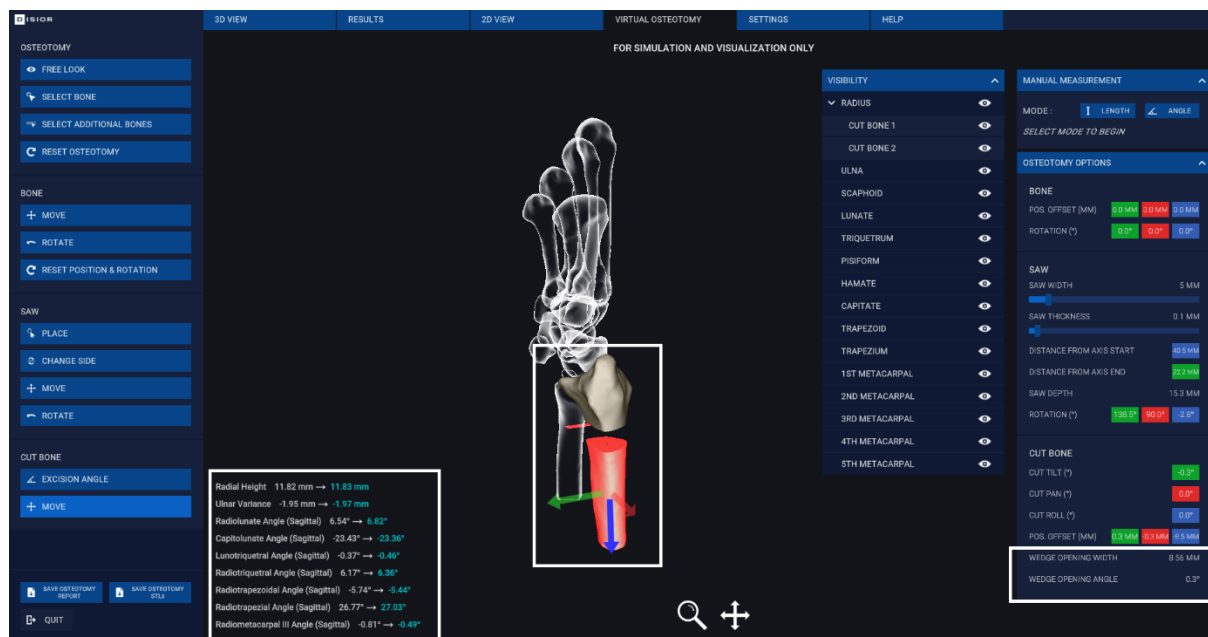 DISIOR
3D VIEW
RESULTS
2D VIEW
VIRTUAL OSTEOTOMY
SETTINGS
HELP
FOR SIMULATION AND VISUALIZATION ONLY
OSTEOTOMY
FREE LOOK
SELECT BONE
SELECT ADDITIONAL BONES
RESET OSTEOTOMY
BONE
MOVE
ROTATE
RESET POSITION & ROTATION
SAW
PLACE
CHANGE SIDE
MOVE
ROTATE
CUT BONE
EXCISION ANGLE
MOVE
SAVE OSTEOTOMY
REPORT
SAVE OSTEOTOMY
STLs
QUIT
Radial Height 11.82 mm → 11.83 mm
Ulnar Variance -1.95 mm → -1.97 mm
Radiolunate Angle (Sagittal) 6.54° → 6.82°
Capitolunate Angle (Sagittal) -23.43° → -23.36°
Lunotriquetral Angle (Sagittal) -0.37° → -0.46°
Radiotriquetral Angle (Sagittal) 6.17° → 6.36°
Radiotrapezoidal Angle (Sagittal) -5.74° → -5.44°
Radiotrapezial Angle (Sagittal) 26.77° → 27.03°
Radiometacarpal III Angle (Sagittal) -0.81° → -0.49°
VISIBILITY
RADIUS
CUT BONE 1
CUT BONE 2
ULNA
SCAPHOID
LUNATE
TRIQUETRUM
PISIFORM
HAMATE
CAPITATE
TRAPEZOID
TRAPEZIUM
1ST METACARPAL
2ND METACARPAL
3RD METACARPAL
4TH METACARPAL
5TH METACARPAL
MANUAL MEASUREMENT
MODE : LENGTH ANGLE
SELECT MODE TO BEGIN
OSTEOTOMY OPTIONS
BONE
POS. OFFSET (MM) 0.0 MM 0.0 MM 0.0 MM
ROTATION (°) 0.0° 0.0° 0.0°
SAW
SAW WIDTH 5 MM
SAW THICKNESS 0.1 MM
DISTANCE FROM AXIS START 40.5 MM
DISTANCE FROM AXIS END 22.2 MM
SAW DEPTH 15.3 MM
ROTATION (°) 138.5° 90.0° -2.8°
CUT BONE
CUT TILT (°) -0.3°
CUT PAN (°) 0.0°
CUT ROLL (°) 0.0°
POS. OFFSET (MM) 0.3 MM -0.3 MM -8.5 MM
WEDGE OPENING WIDTH 8.56 MM
WEDGE OPENING ANGLE 0.3°